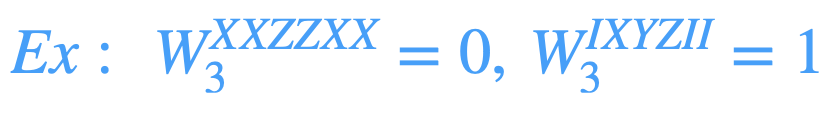 Ex : W_3^{XXZZXX} = 0, W_3^{IXYZII} = 1